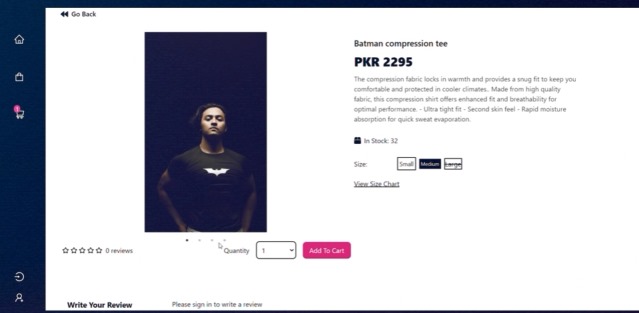 Go Back
Batman compression tee
PKR 2295
The compression fabric locks in warmth and provides a snug fit to keep you
comfortable and protected in cooler climates. Made from high quality
fabric, this compression shirt offers enhanced fit and breathability for
optimal performance. - Ultra tight fit - Second skin feel - Rapid moisture
absorption for quick sweat evaporation.
In Stock: 32
Size: Small Medium Large
View Size Chart
0 reviews Quantity 1 Add To Cart
Write Your Review Please sign in to write a review